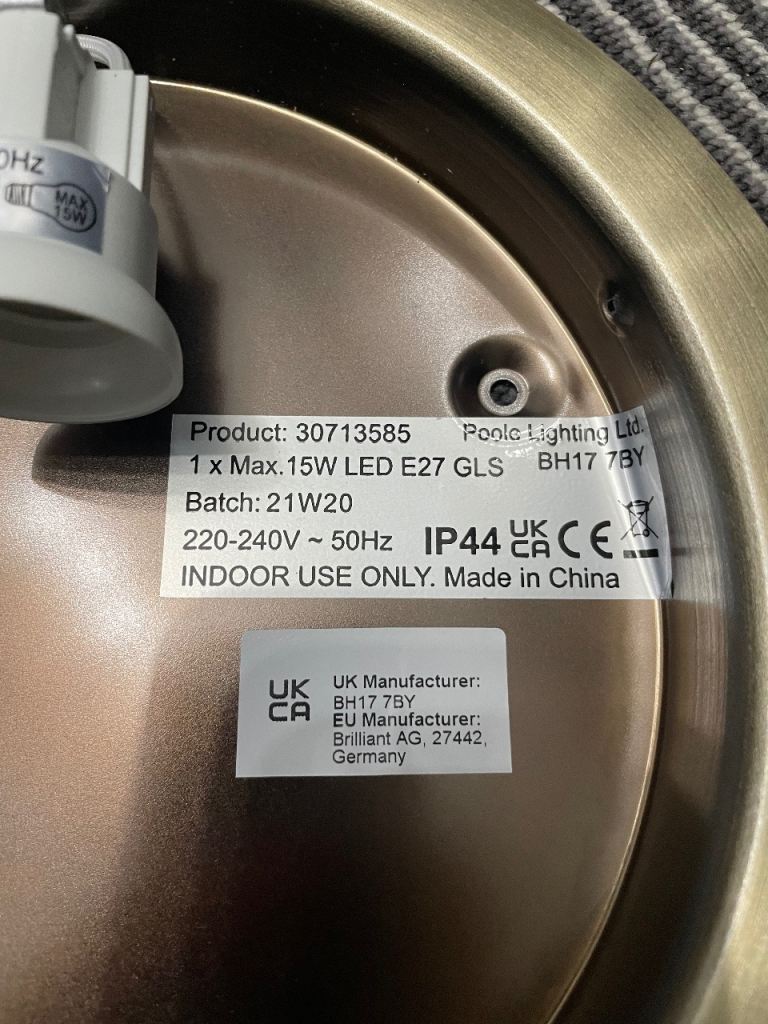 0Hz
MAX
15W
Product: 30713585 Poole Lighting Ltd.
1 x Max.15W LED E27 GLS BH17 7BY
Batch: 21W20
220-240V ~ 50Hz IP44 UK CA CE
INDOOR USE ONLY. Made in China
UK CA
UK Manufacturer:
BH17 7BY
EU Manufacturer:
Brilliant AG, 27442,
Germany